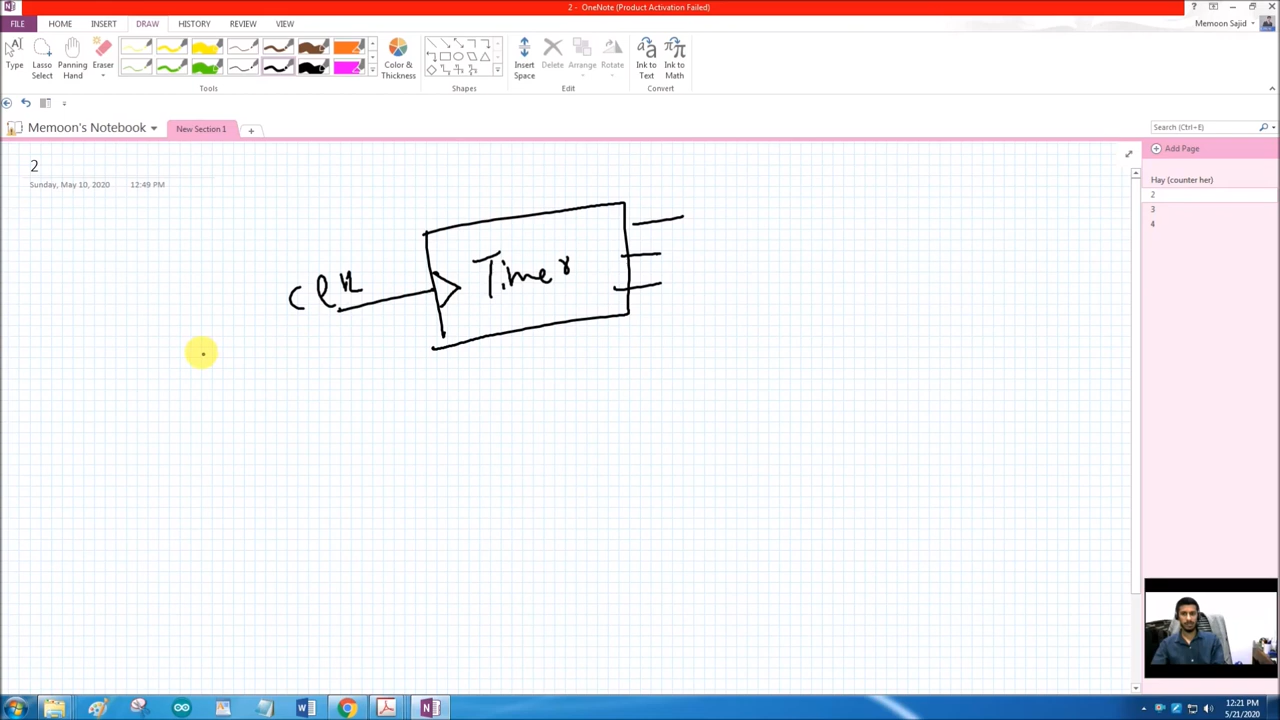 2 - OneNote (Product Activation Failed)
FILE HOME INSERT DRAW HISTORY REVIEW VIEW
Memoon Sajid
Type
Lasso Select
Panning Hand
Eraser
Color & Thickness
Insert Space
Delete
Arrange
Rotate
Ink to Text
Ink to Math
Tools
Shapes
Edit
Convert
Memoon's Notebook
New Section 1
Search (Ctrl+E)
2
Sunday, May 10, 2020 12:49 PM
Add Page
Hay (counter her)
2
3
4
Timer
Clk
12:21 PM
5/21/2020